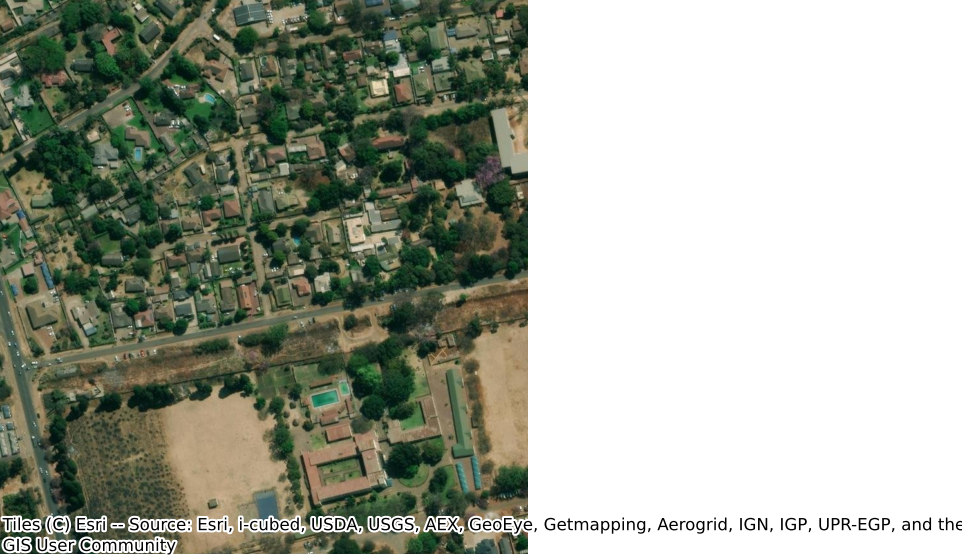 Tiles (C) Esri -- Source: Esri, i-cubed, USDA, USGS, AEX, GeoEye, Getmapping, Aerogrid, IGN, IGP, UPR-EGP, and the
GIS User Community